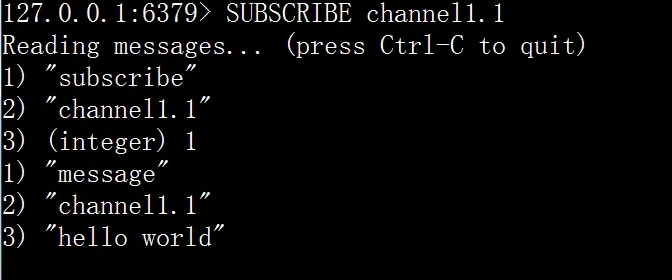 127.0.0.1:6379> SUBSCRIBE channel1.1
Reading messages... (press Ctrl-C to quit)
1) "subscribe"
2) "channel1.1"
3) (integer) 1
1) "message"
2) "channel1.1"
3) "hello world"